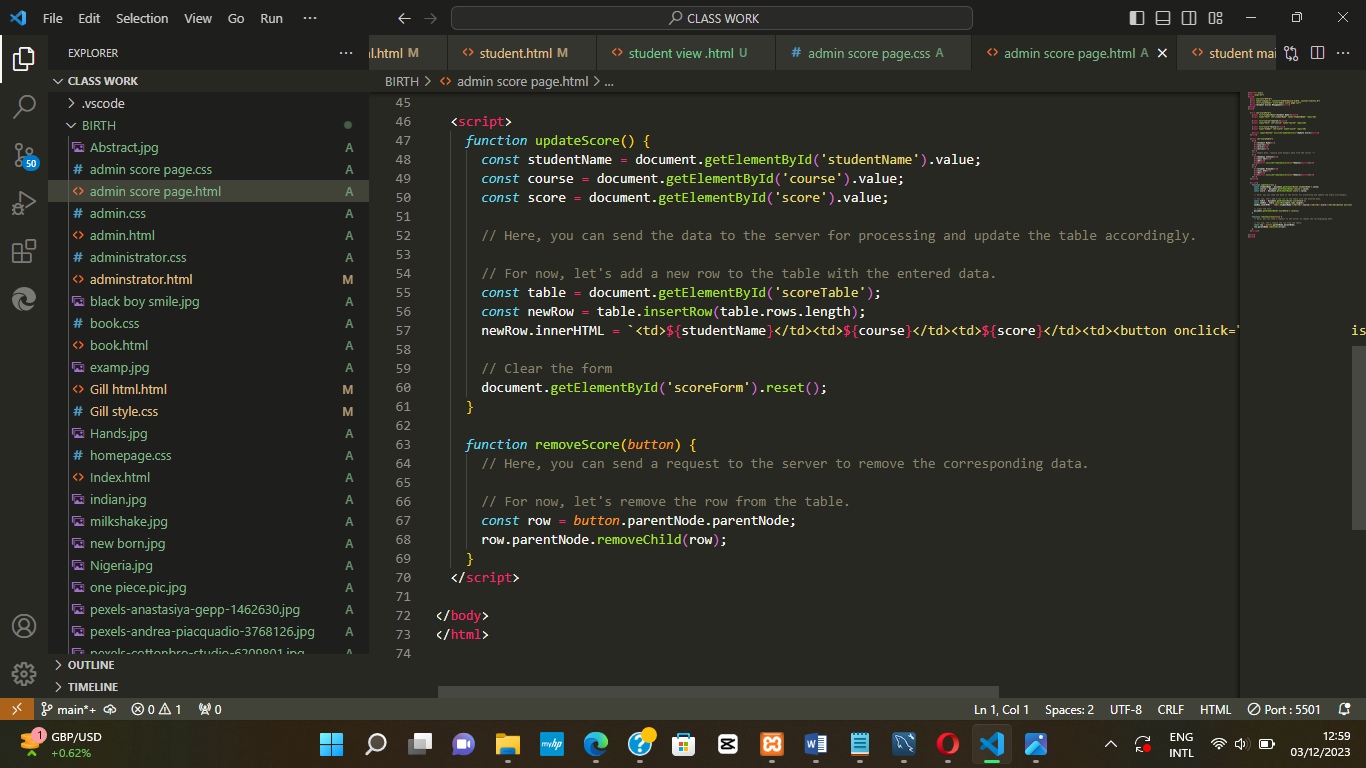 File Edit Selection View Go Run ···
CLASS WORK
EXPLORER ···
l.html M
student.html M
student view .html U
admin score page.css A
admin score page.html A
student mai
CLASS WORK
BIRTH > admin score page.html > ...
.vscode
BIRTH
Abstract.jpg A
admin score page.css A
admin score page.html A
admin.css A
admin.html A
administrator.css A
adminstrator.html M
black boy smile.jpg A
book.css A
book.html A
examp.jpg A
Gill html.html M
Gill style.css M
Hands.jpg A
homepage.css A
Index.html A
indian.jpg A
milkshake.jpg A
new born.jpg A
Nigeria.jpg A
one piece.pic.jpg A
pexels-anastasiya-gepp-1462630.jpg A
pexels-andrea-piacquadio-3768126.jpg A
pexels-cottonbro-studio-6209801.jpg A
OUTLINE
TIMELINE
50
45
46 <script>
47 function updateScore() {
48 const studentName = document.getElementById('studentName').value;
49 const course = document.getElementById('course').value;
50 const score = document.getElementById('score').value;
51
52 // Here, you can send the data to the server for processing and update the table accordingly.
53
54 // For now, let's add a new row to the table with the entered data.
55 const table = document.getElementById('scoreTable');
56 const newRow = table.insertRow(table.rows.length);
57 newRow.innerHTML = `<td>${studentName}</td><td>${course}</td><td>${score}</td><td><button onclick= is
58
59 // Clear the form
60 document.getElementById('scoreForm').reset();
61 }
62
63 function removeScore(button) {
64 // Here, you can send a request to the server to remove the corresponding data.
65
66 // For now, let's remove the row from the table.
67 const row = button.parentNode.parentNode;
68 row.parentNode.removeChild(row);
69 }
70 </script>
71
72 </body>
73 </html>
74
main*+ 0 1 0
Ln 1, Col 1 Spaces: 2 UTF-8 CRLF HTML Port : 5501
1
GBP/USD
+0.62%
myhp
ENG
INTL
12:59
03/12/2023